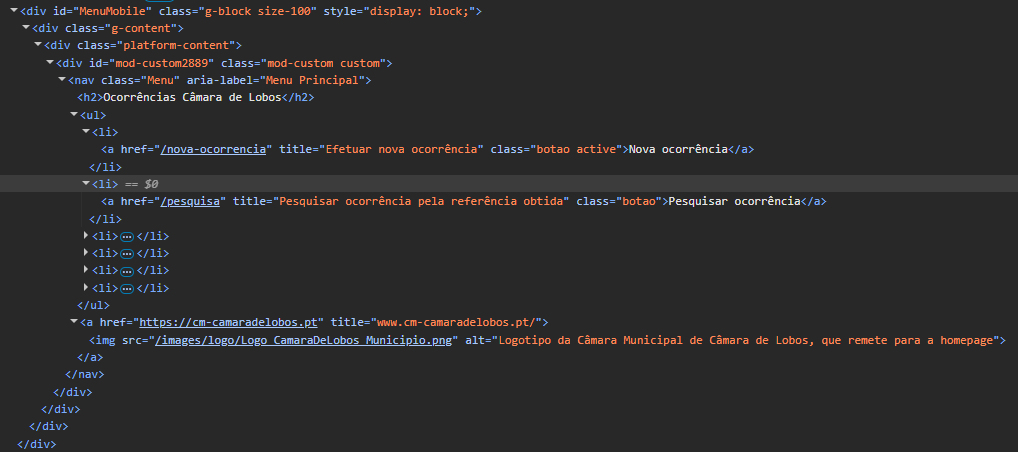 <div id="MenuMobile" class="g-block size-100" style="display: block;">
<div class="g-content">
<div class="platform-content">
<div id="mod-custom2889" class="mod-custom custom">
<nav class="Menu" aria-label="Menu Principal">
<h2>Ocorrências Câmara de Lobos</h2>
<ul>
<li>
<a href="/nova-ocorrencia" title="Efetuar nova ocorrência" class="botao active">Nova ocorrência</a>
</li>
<li> == $0
<a href="/pesquisa" title="Pesquisar ocorrência pela referência obtida" class="botao">Pesquisar ocorrência</a>
</li>
<li>…</li>
<li>…</li>
<li>…</li>
<li>…</li>
</ul>
<a href="https://cm-camaradelobos.pt" title="www.cm-camaradelobos.pt/">
<img src="/images/logo/Logo_CamaraDeLobos_Municipio.png" alt="Logotipo da Câmara Municipal de Câmara de Lobos, que remete para a homepage">
</a>
</nav>
</div>
</div>
</div>
</div>